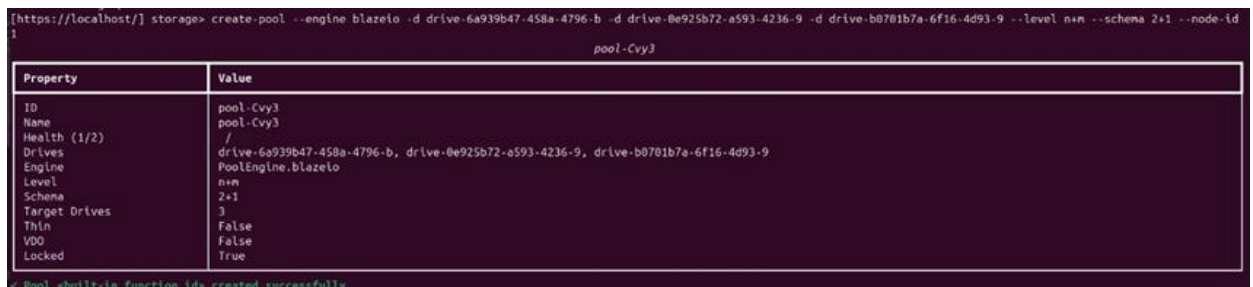 [https://localhost/] storage> create-pool --engine blazeio -d drive-6a939b47-458a-4796-b -d drive-0e925b72-a593-4236-9 -d drive-b0701b7a-6f16-4d93-9 --level n+m --schema 2+1 --node-id
1
pool-Cvy3
Property Value
ID pool-Cvy3
Name pool-Cvy3
Health (1/2) /
Drives drive-6a939b47-458a-4796-b, drive-0e925b72-a593-4236-9, drive-b0701b7a-6f16-4d93-9
Engine PoolEngine.blazeio
Level n+m
Schema 2+1
Target Drives 3
Thin False
VDO False
Locked True
✓ Pool <built-in function id> created successfully